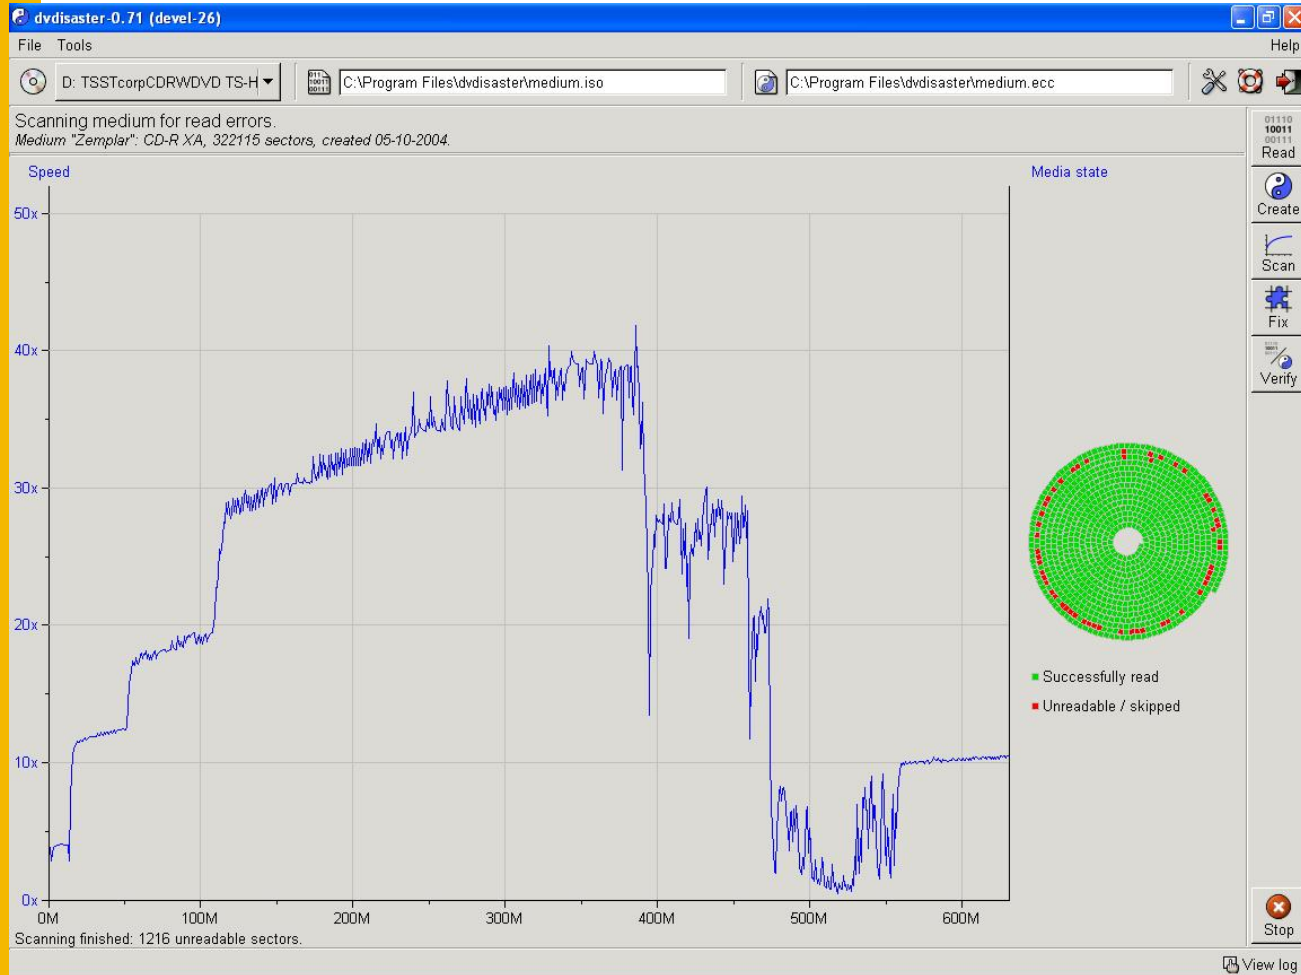 dvdisaster-0.71 (devel-26)
File Tools Help
D: TSSTcorpCDRWDVD TS-H C:\Program Files\dvdisaster\medium.iso C:\Program Files\dvdisaster\medium.ecc
Scanning medium for read errors.
Medium "Zemplar": CD-R XA, 322115 sectors, created 05-10-2004.
Speed
Media state
50x
40x
30x
20x
10x
0x
0M 100M 200M 300M 400M 500M 600M
Successfully read
Unreadable / skipped
01110
10011
00111
Read
Create
Scan
Fix
Verify
Stop
Scanning finished: 1216 unreadable sectors.
View log